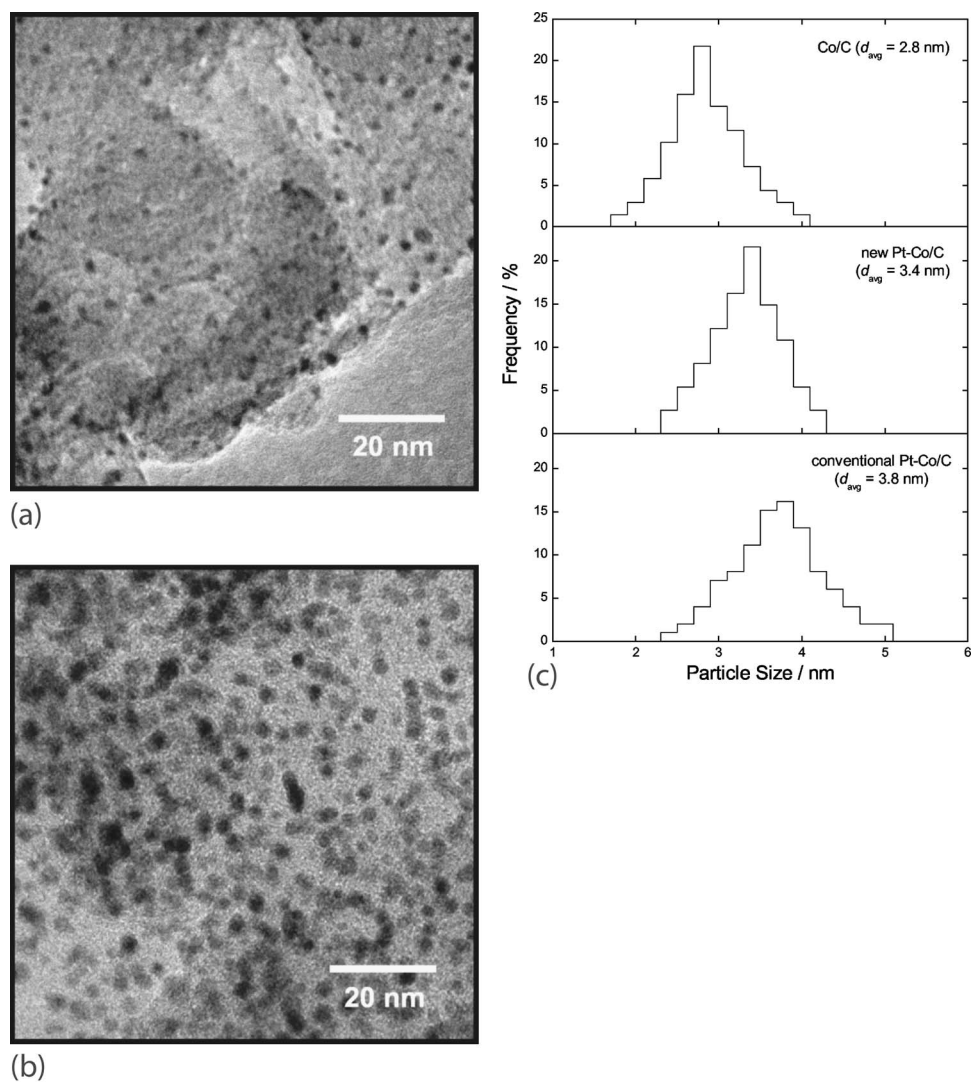 20 nm
(a)
20 nm
(b)
25
20
15
10
5
0
Co/C (davg = 2.8 nm)
20
15
10
5
0
new Pt-Co/C
(davg = 3.4 nm)
20
15
10
5
0
conventional Pt-Co/C
(davg = 3.8 nm)
Frequency / %
1 2 3 4 5 6
Particle Size / nm
(c)